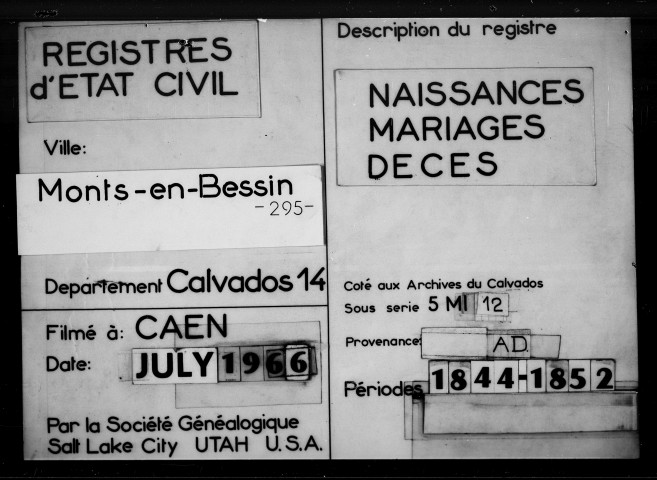 REGISTRES
d'ETAT CIVIL
Ville:
Monts-en-Bessin
-295-
Departement Calvados 14
Filmé à: CAEN
Date: JULY 1966
Par la Société Généalogique
Salt Lake City UTAH U.S.A.
Description du registre
NAISSANCES
MARIAGES
DECES
Coté aux Archives du Calvados
Sous serie 5 MI 12
Provenance: A.D.
Périodes 1844-1852